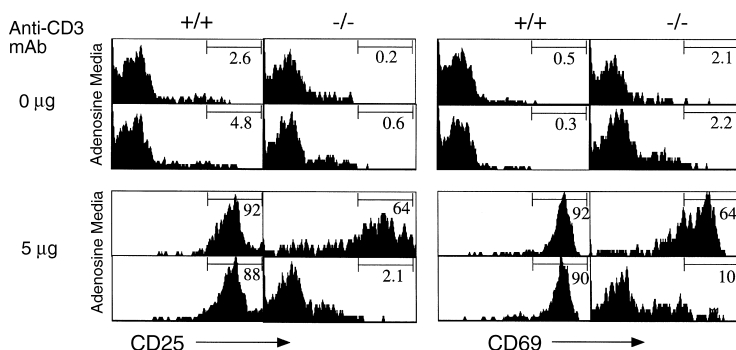 Anti-CD3 mAb
+/+ -/- +/+ -/-
0 µg
Media 2.6 0.2 0.5 2.1
Adenosine 4.8 0.6 0.3 2.2
5 µg
Media 92 64 92 64
Adenosine 88 2.1 90 10
CD25 CD69